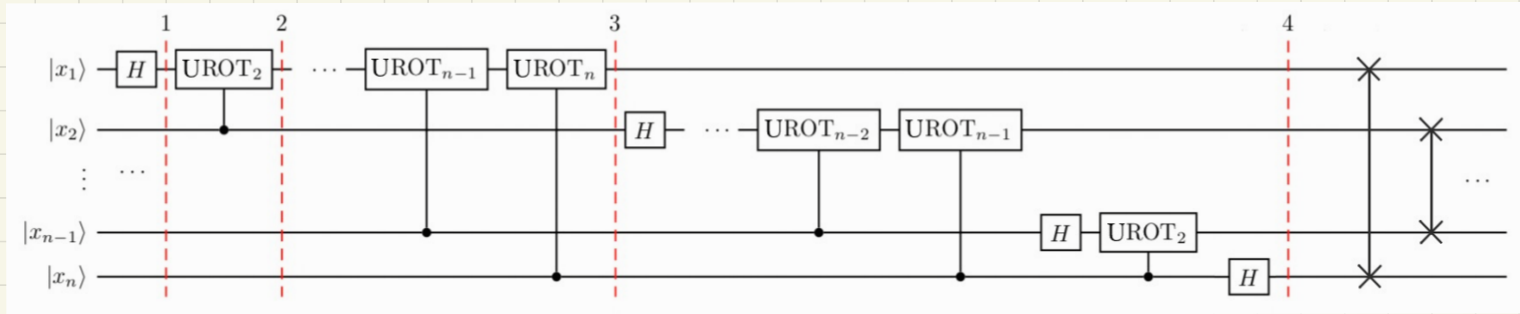 1 2 3 4
|x₁⟩ H UROT₂ ⋯ UROTₙ₋₁ UROTₙ
|x₂⟩ H ⋯ UROTₙ₋₂ UROTₙ₋₁
⋮ ⋯ ⋯
|xₙ₋₁⟩ H UROT₂
|xₙ⟩ H